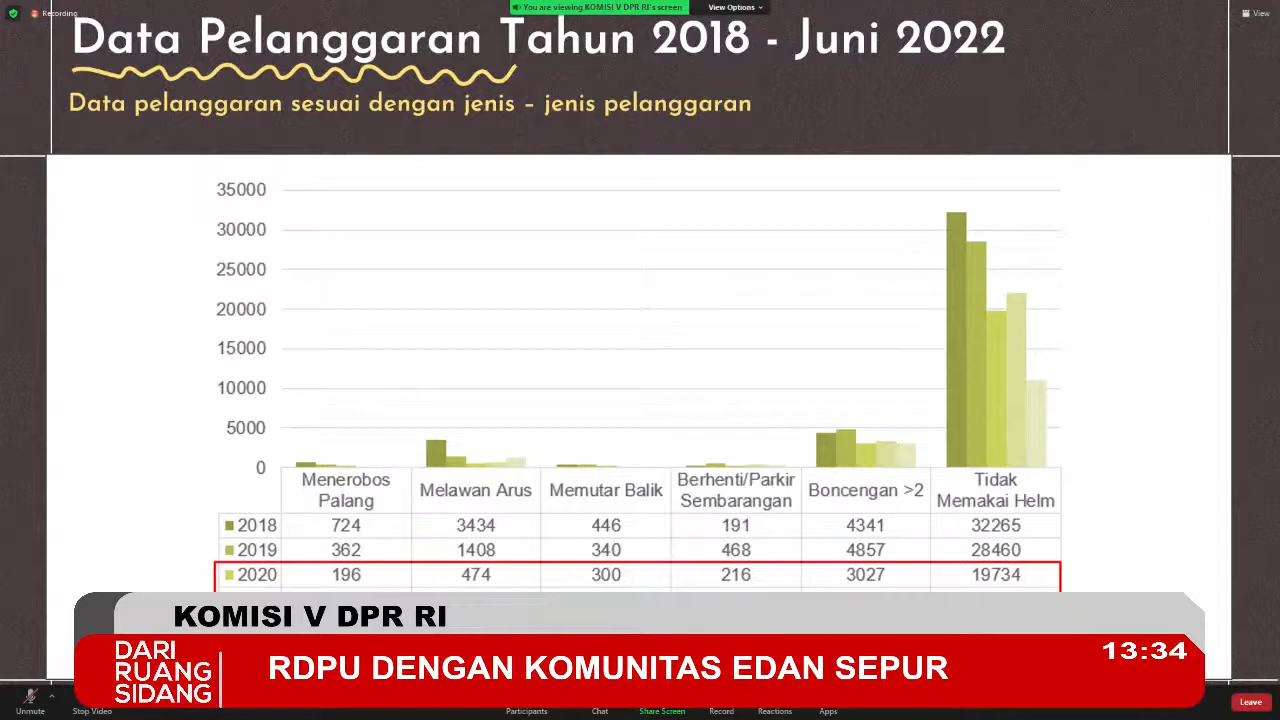 Recording
You are viewing KOMISI V DPR RI's screen
View Options
View
Data Pelanggaran Tahun 2018 - Juni 2022
Data pelanggaran sesuai dengan jenis – jenis pelanggaran
35000
30000
25000
20000
15000
10000
5000
0
Menerobos Palang
Melawan Arus
Memutar Balik
Berhenti/Parkir Sembarangan
Boncengan >2
Tidak Memakai Helm
2018 724 3434 446 191 4341 32265
2019 362 1408 340 468 4857 28460
2020 196 474 300 216 3027 19734
KOMISI V DPR RI
DARI
RUANG
SIDANG
RDPU DENGAN KOMUNITAS EDAN SEPUR
13:34
Unmute
Stop Video
Participants
Chat
Share Screen
Record
Reactions
Apps
Leave